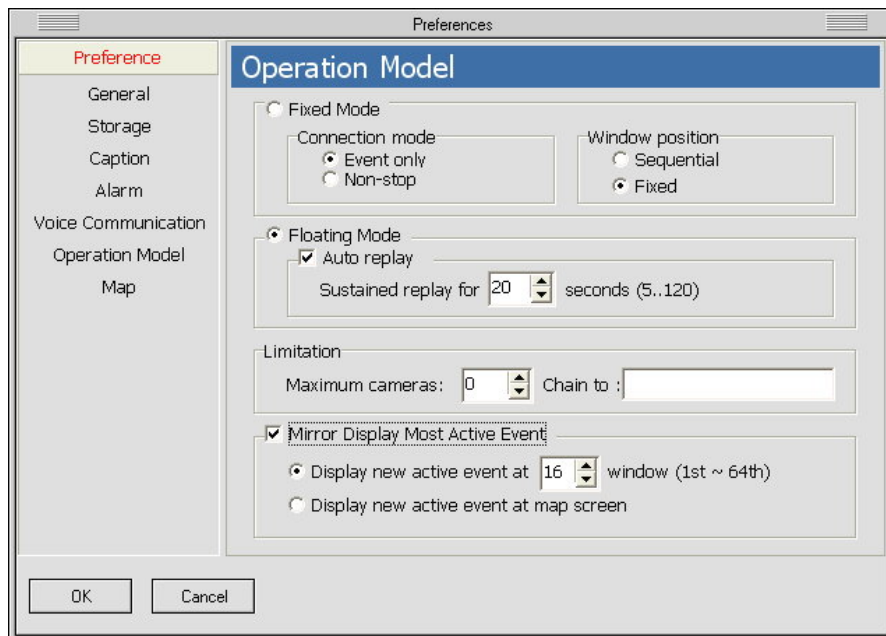 Preferences
Preference
General
Storage
Caption
Alarm
Voice Communication
Operation Model
Map
Operation Model
Fixed Mode
Connection mode
Event only
Non-stop
Window position
Sequential
Fixed
Floating Mode
Auto replay
Sustained replay for 20 seconds (5..120)
Limitation
Maximum cameras: 0 Chain to :
Mirror Display Most Active Event
Display new active event at 16 window (1st ~ 64th)
Display new active event at map screen
OK Cancel